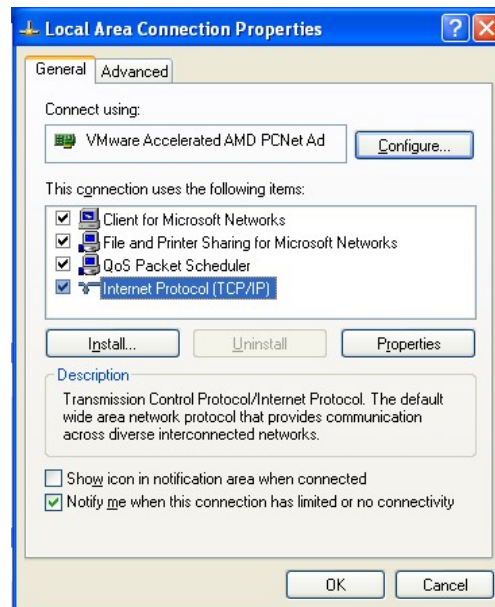 Local Area Connection Properties
General Advanced
Connect using:
VMware Accelerated AMD PCNet Ad Configure...
This connection uses the following items:
Client for Microsoft Networks
File and Printer Sharing for Microsoft Networks
QoS Packet Scheduler
Internet Protocol (TCP/IP)
Install... Uninstall Properties
Description
Transmission Control Protocol/Internet Protocol. The default
wide area network protocol that provides communication
across diverse interconnected networks.
Show icon in notification area when connected
Notify me when this connection has limited or no connectivity
OK Cancel